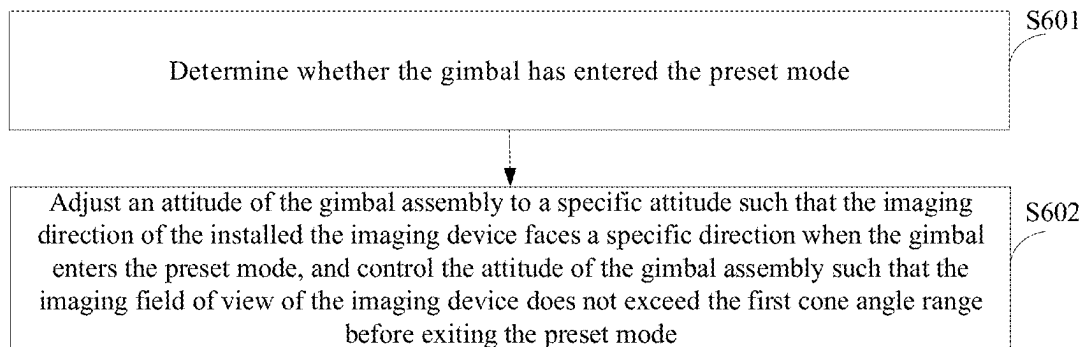 S601
Determine whether the gimbal has entered the preset mode
Adjust an attitude of the gimbal assembly to a specific attitude such that the imaging
S602
direction of the installed the imaging device faces a specific direction when the gimbal
enters the preset mode, and control the attitude of the gimbal assembly such that the
imaging field of view of the imaging device does not exceed the first cone angle range
before exiting the preset mode